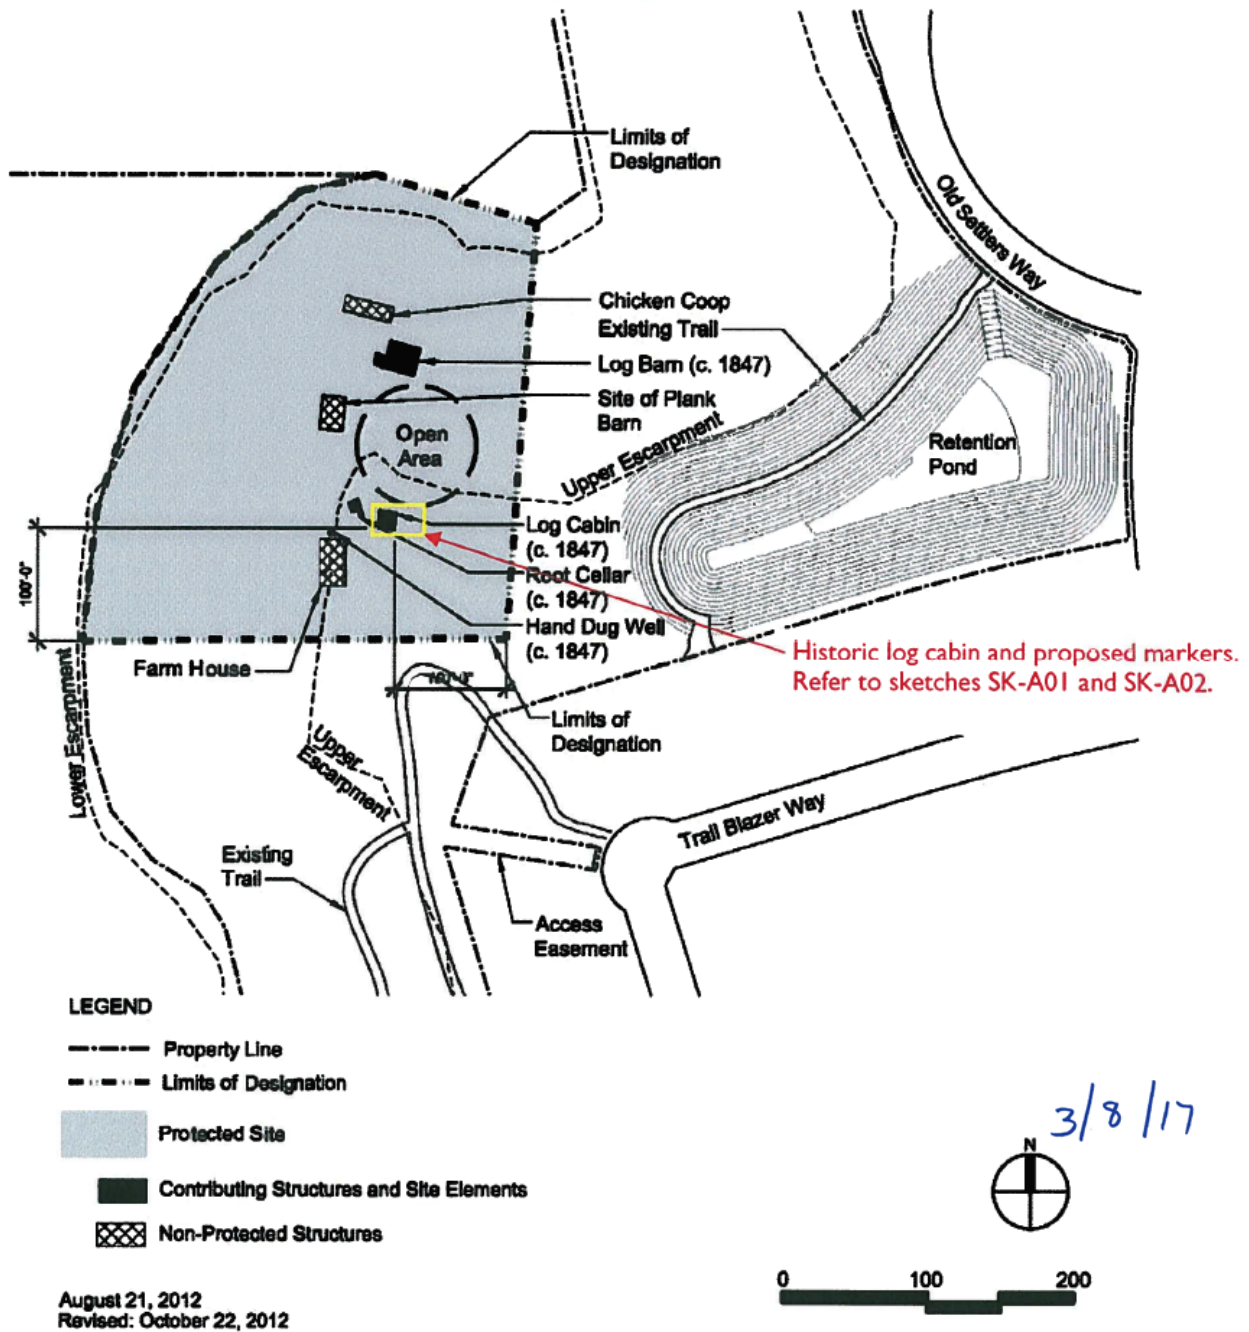 Limits of
Designation
Old Settlers Way
Chicken Coop
Existing Trail
Log Barn (c. 1847)
Site of Plank
Barn
Open
Area
Upper Escarpment
Retention
Pond
Log Cabin
(c. 1847)
Root Cellar
(c. 1847)
Hand Dug Well
(c. 1847)
100'-0"
Farm House
Historic log cabin and proposed markers.
Refer to sketches SK-A01 and SK-A02.
Limits of
Designation
Lower Escarpment
Upper
Escarpment
Trail Blazer Way
Existing
Trail
Access
Easement
LEGEND
Property Line
Limits of Designation
Protected Site
Contributing Structures and Site Elements
Non-Protected Structures
3/8/17
N
0 100 200
August 21, 2012
Revised: October 22, 2012